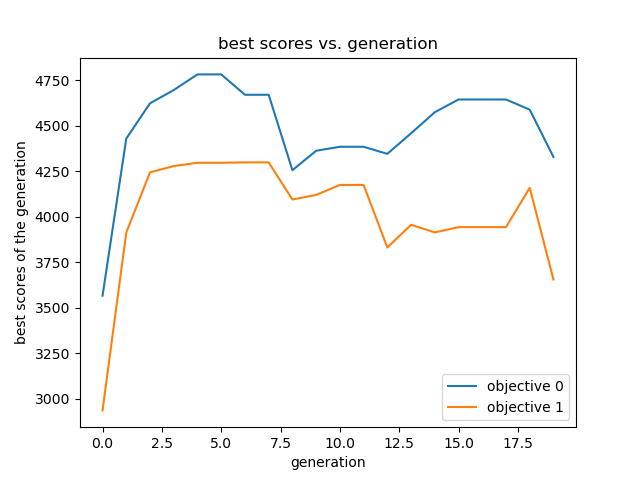 best scores vs. generation
best scores of the generation
4750
4500
4250
4000
3750
3500
3250
3000
objective 0
objective 1
0.0 2.5 5.0 7.5 10.0 12.5 15.0 17.5
generation